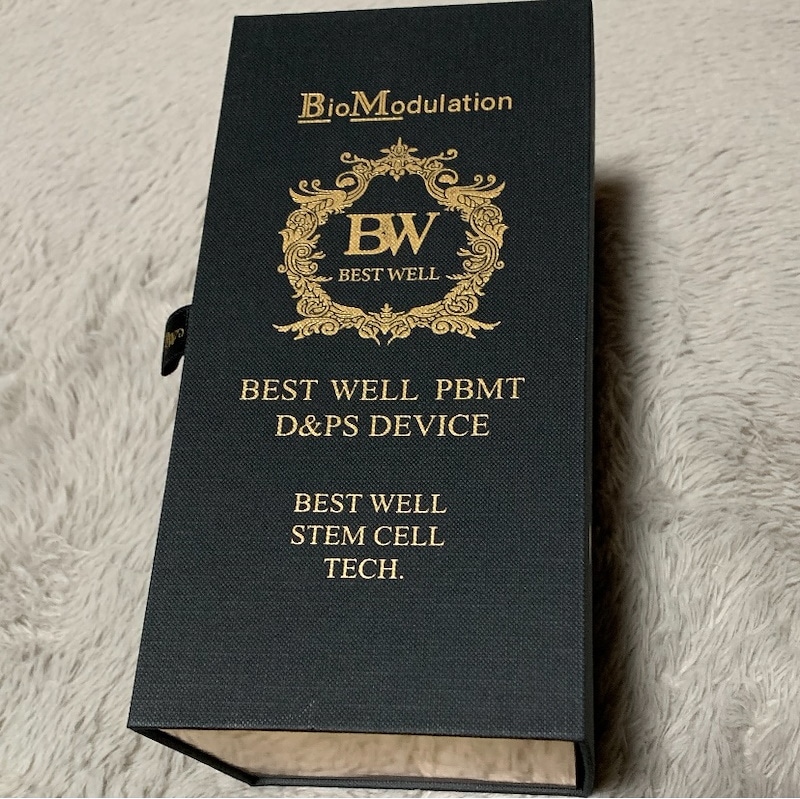 BioModulation
BW
BEST WELL
BEST WELL PBMT
D&PS DEVICE
BEST WELL
STEM CELL
TECH.